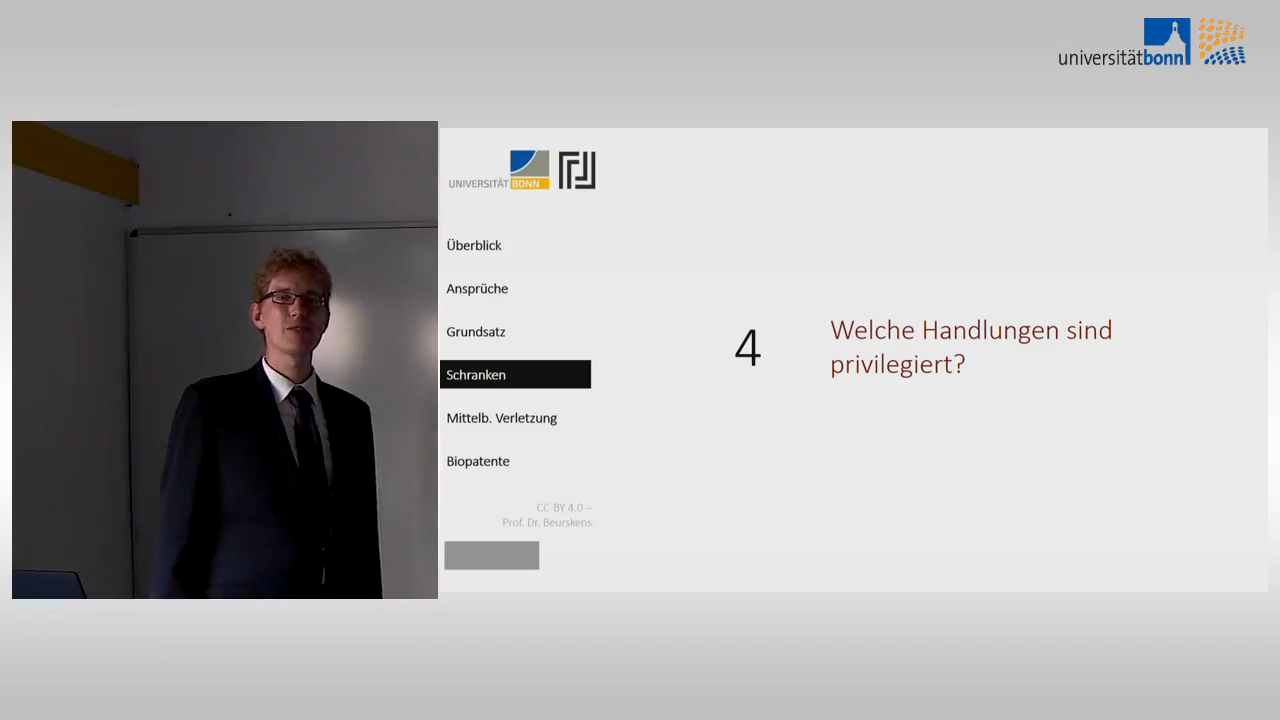 universitätbonn
UNIVERSITÄT BONN
Überblick
Ansprüche
Grundsatz
Schranken
Mittelb. Verletzung
Biopatente
CC-BY 4.0 –
Prof. Dr. Beurskens
4
Welche Handlungen sind
privilegiert?